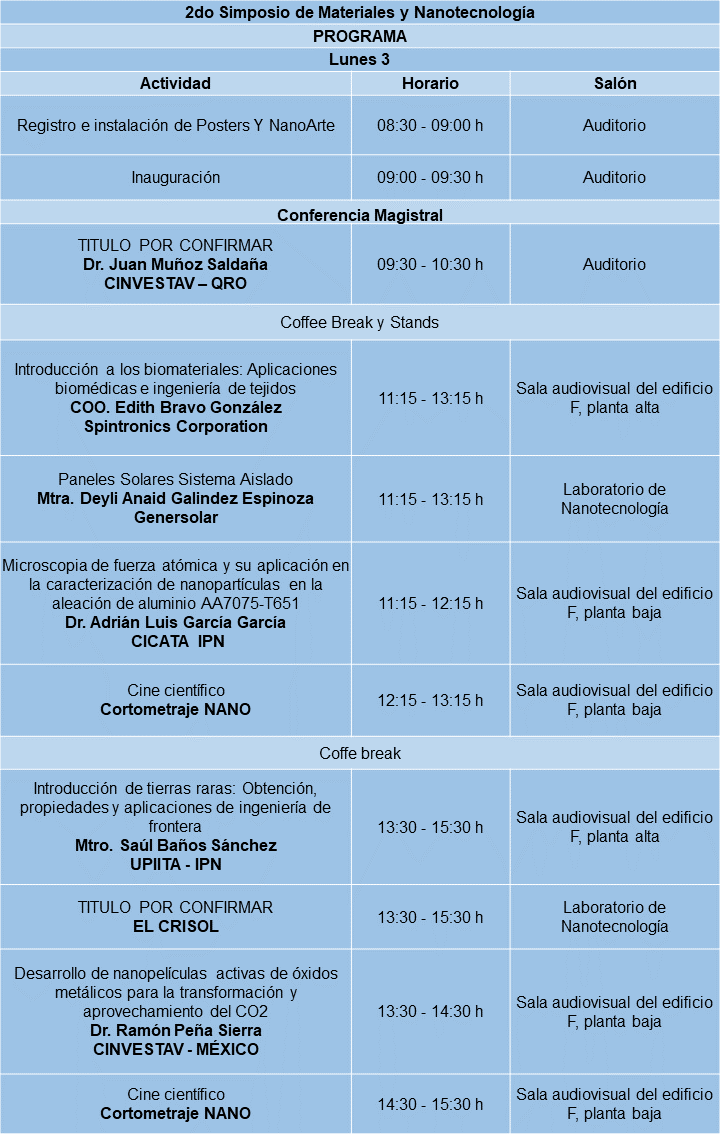 2do Simposio de Materiales y Nanotecnología
PROGRAMA
Lunes 3
Actividad Horario Salón
Registro e instalación de Posters Y NanoArte 08:30 - 09:00 h Auditorio
Inauguración 09:00 - 09:30 h Auditorio
Conferencia Magistral
TITULO POR CONFIRMAR
Dr. Juan Muñoz Saldaña
CINVESTAV – QRO
09:30 - 10:30 h
Auditorio
Coffee Break y Stands
Introducción a los biomateriales: Aplicaciones
biomédicas e ingeniería de tejidos
COO. Edith Bravo González
Spintronics Corporation
11:15 - 13:15 h
Sala audiovisual del edificio
F, planta alta
Paneles Solares Sistema Aislado
Mtra. Deyli Anaid Galindez Espinoza
Genersolar
11:15 - 13:15 h
Laboratorio de
Nanotecnología
Microscopia de fuerza atómica y su aplicación en
la caracterización de nanopartículas en la
aleación de aluminio AA7075-T651
Dr. Adrián Luis García García
CICATA IPN
11:15 - 12:15 h
Sala audiovisual del edificio
F, planta baja
Cine científico
Cortometraje NANO
12:15 - 13:15 h
Sala audiovisual del edificio
F, planta baja
Coffe break
Introducción de tierras raras: Obtención,
propiedades y aplicaciones de ingeniería de
frontera
Mtro. Saúl Baños Sánchez
UPIITA - IPN
13:30 - 15:30 h
Sala audiovisual del edificio
F, planta alta
TITULO POR CONFIRMAR
EL CRISOL
13:30 - 15:30 h
Laboratorio de
Nanotecnología
Desarrollo de nanopelículas activas de óxidos
metálicos para la transformación y
aprovechamiento del CO2
Dr. Ramón Peña Sierra
CINVESTAV - MÉXICO
13:30 - 14:30 h
Sala audiovisual del edificio
F, planta baja
Cine científico
Cortometraje NANO
14:30 - 15:30 h
Sala audiovisual del edificio
F, planta baja